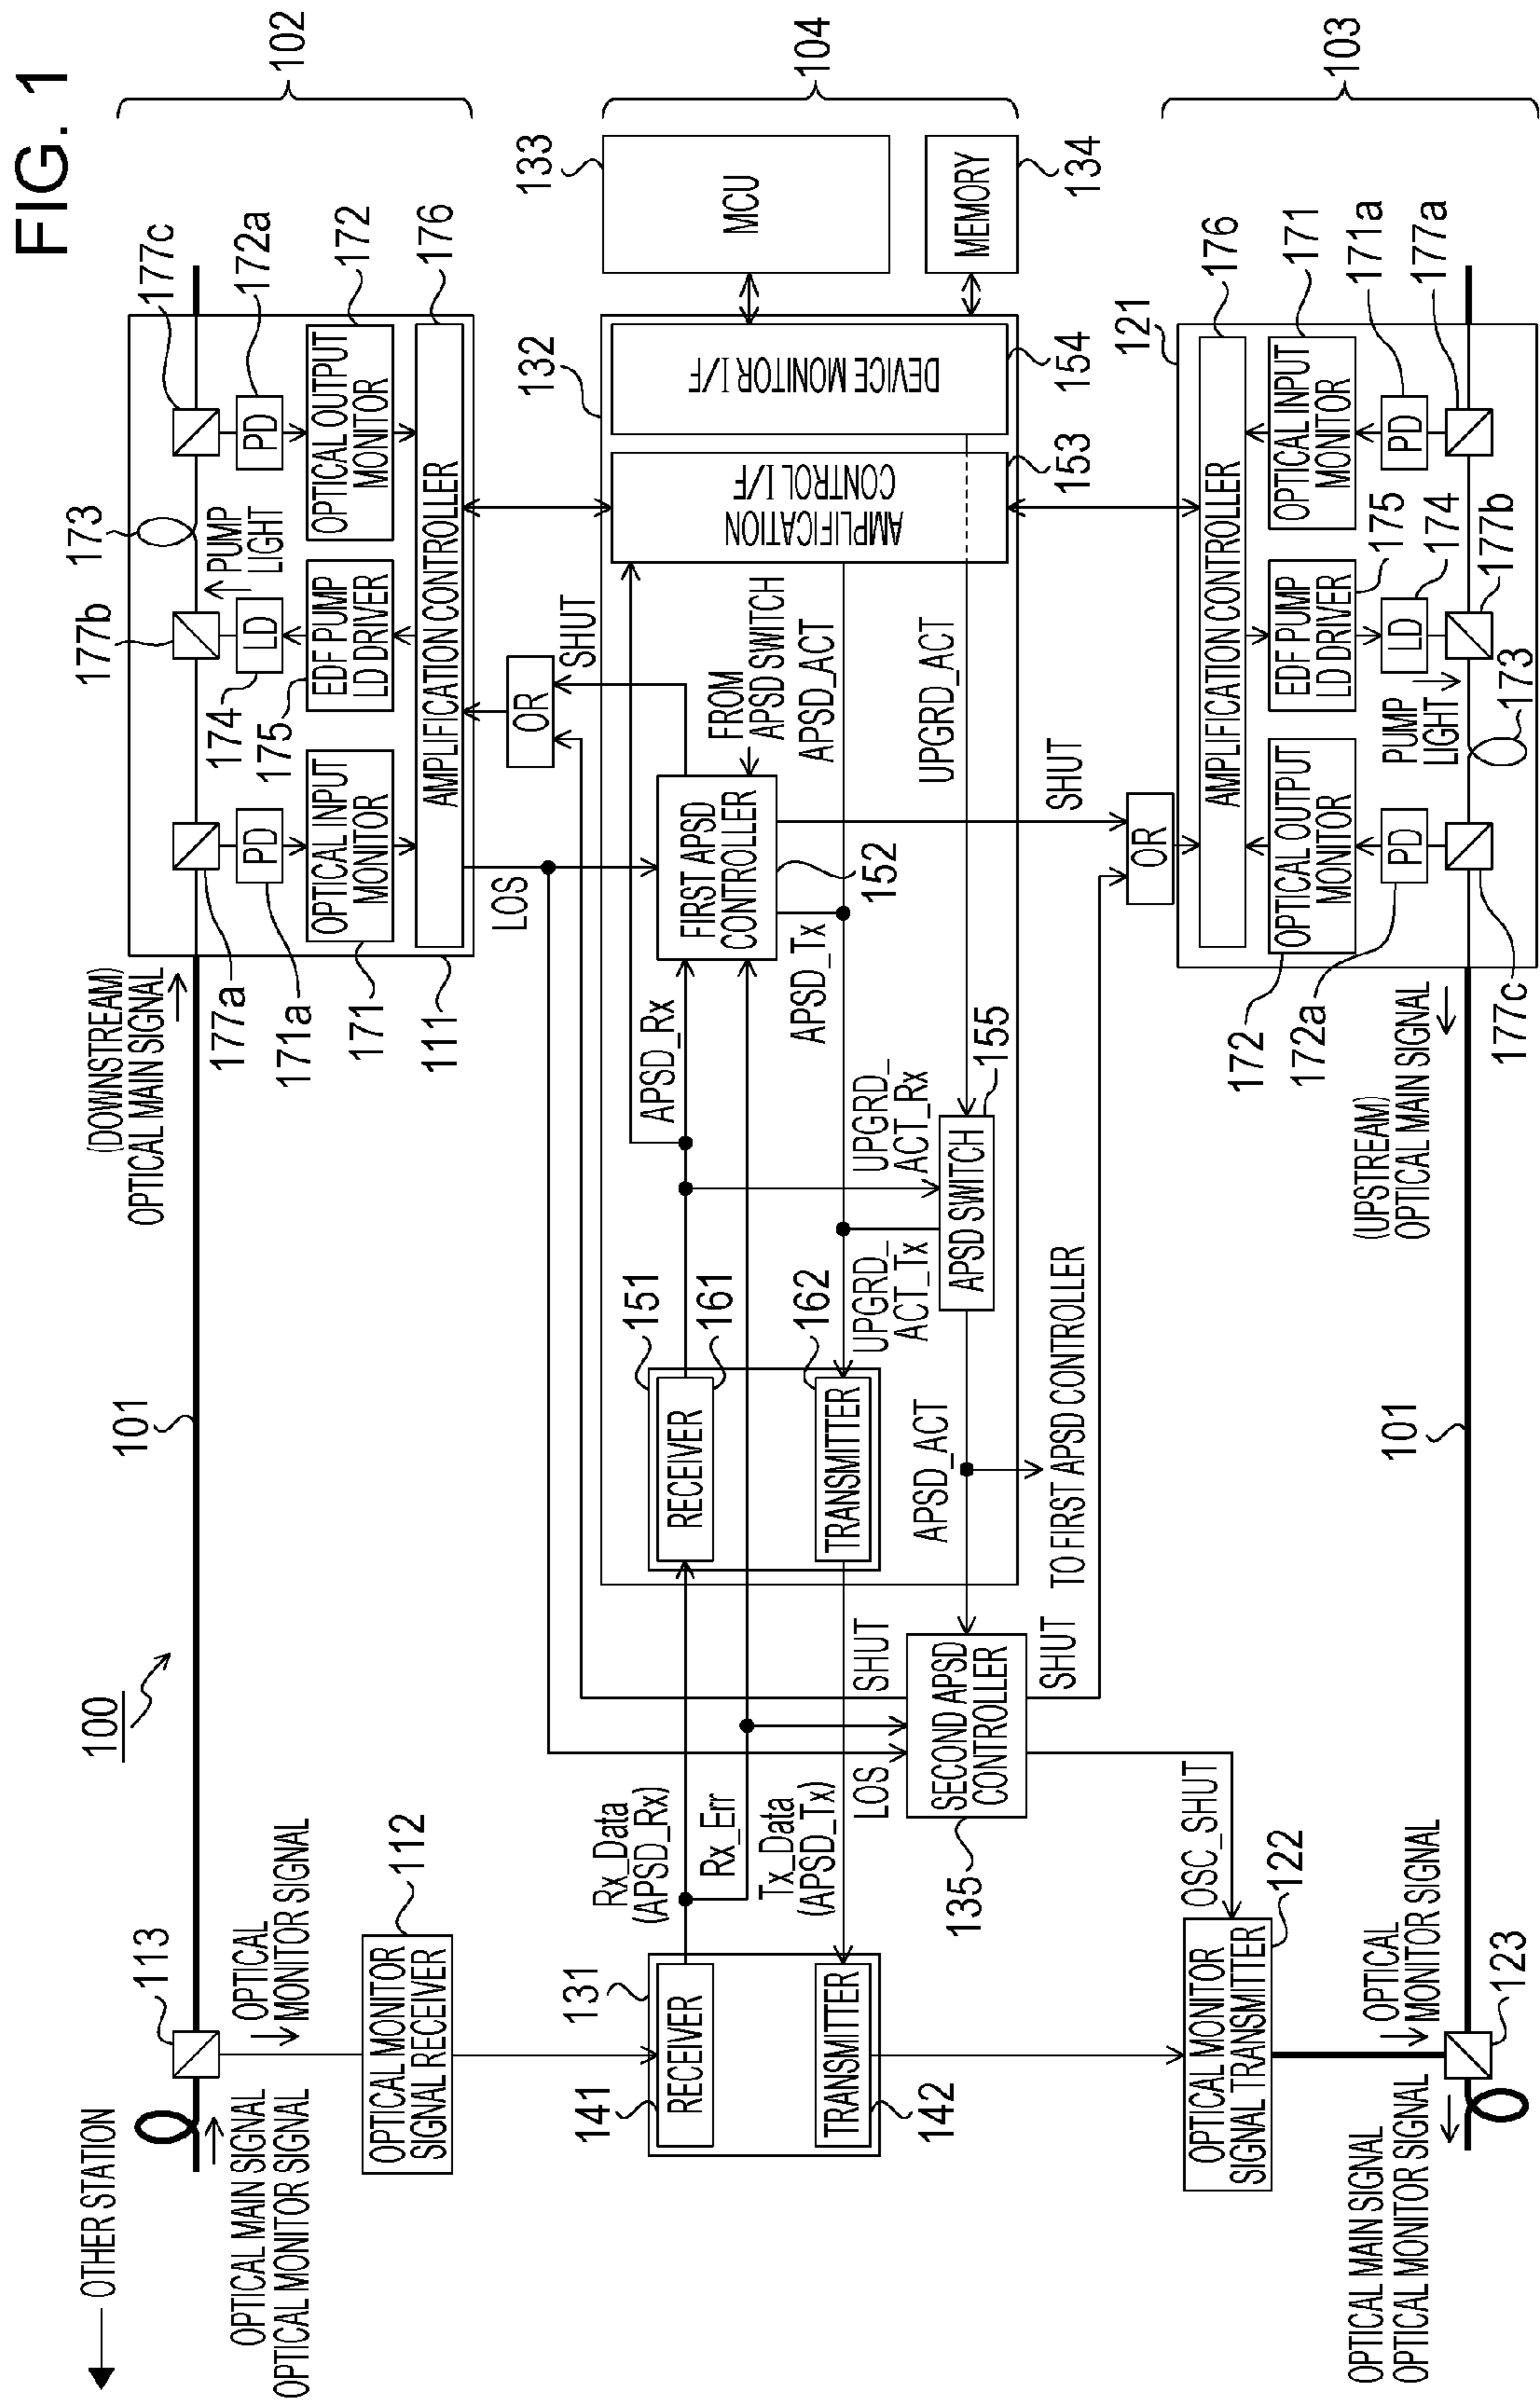 FIG. 1
100
OTHER STATION
OPTICAL MAIN SIGNAL
OPTICAL MONITOR SIGNAL
113
OPTICAL
MONITOR SIGNAL
101
(DOWNSTREAM)
OPTICAL MAIN SIGNAL
102
177a
177b
173
177c
PD
171a
LD
174
PUMP
LIGHT
PD
172a
OPTICAL INPUT
MONITOR
171
EDF PUMP
LD DRIVER
175
OPTICAL OUTPUT
MONITOR
172
AMPLIFICATION CONTROLLER
176
111
OPTICAL MONITOR
SIGNAL RECEIVER
112
LOS
OR
SHUT
132
133
MCU
104
MEMORY
134
131
RECEIVER
141
TRANSMITTER
142
Rx_Data
(APSD_Rx)
Rx_Err
Tx_Data
(APSD_Tx)
151
RECEIVER
161
TRANSMITTER
162
APSD_Rx
FIRST APSD
CONTROLLER
152
FROM
APSD SWITCH
APSD_ACT
APSD_Tx
UPGRD_ACT
AMPLIFICATION
CONTROL I/F
153
DEVICE MONITOR I/F
154
UPGRD_
ACT_Rx
UPGRD_
ACT_Tx
APSD SWITCH
155
APSD_ACT
TO FIRST APSD CONTROLLER
SHUT
LOS
SECOND APSD
CONTROLLER
135
SHUT
OSC_SHUT
SHUT
OR
121
AMPLIFICATION CONTROLLER
176
OPTICAL OUTPUT
MONITOR
172
EDF PUMP
LD DRIVER
175
OPTICAL INPUT
MONITOR
171
PD
172a
PUMP
LIGHT
LD
174
PD
171a
177c
173
177b
177a
103
OPTICAL MONITOR
SIGNAL TRANSMITTER
122
OPTICAL
MONITOR SIGNAL
123
OPTICAL MAIN SIGNAL
OPTICAL MONITOR SIGNAL
101
(UPSTREAM)
OPTICAL MAIN SIGNAL